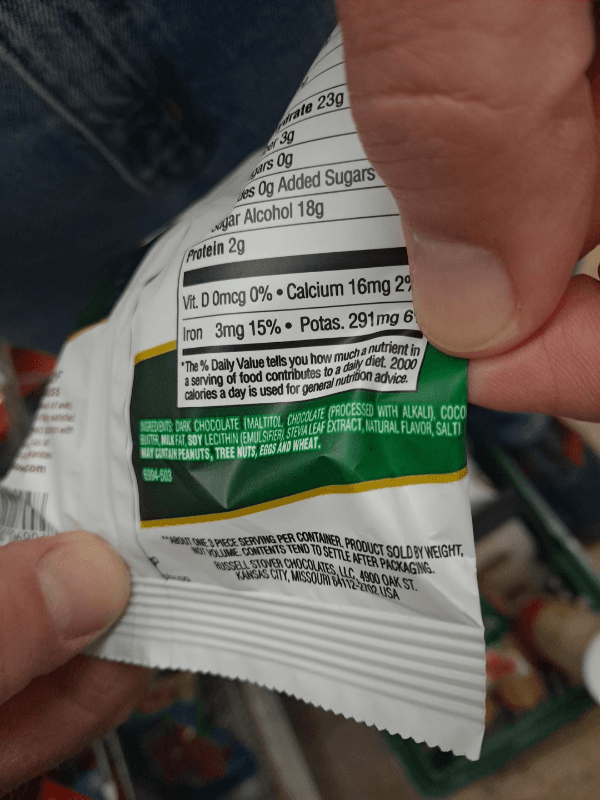 drate 23g
er 3g
gars 0g
des 0g Added Sugars
Sugar Alcohol 18g
Protein 2g
Vit. D 0mcg 0% • Calcium 16mg 2%
Iron 3mg 15% • Potas. 291mg 6
*The % Daily Value tells you how much a nutrient in
a serving of food contributes to a daily diet. 2000
calories a day is used for general nutrition advice.
INGREDIENTS: DARK CHOCOLATE (MALTITOL, CHOCOLATE (PROCESSED WITH ALKALI), COCO
BUTTER, MILK FAT, SOY LECITHIN (EMULSIFIER), STEVIA LEAF EXTRACT, NATURAL FLAVOR, SALT)
MAY CONTAIN PEANUTS, TREE NUTS, EGGS AND WHEAT.
6994-503
**ABOUT ONE 3 PIECE SERVING PER CONTAINER. PRODUCT SOLD BY WEIGHT,
NOT VOLUME. CONTENTS TEND TO SETTLE AFTER PACKAGING.
RUSSELL STOVER CHOCOLATES, LLC, 4900 OAK ST.
KANSAS CITY, MISSOURI 64112-2702 USA